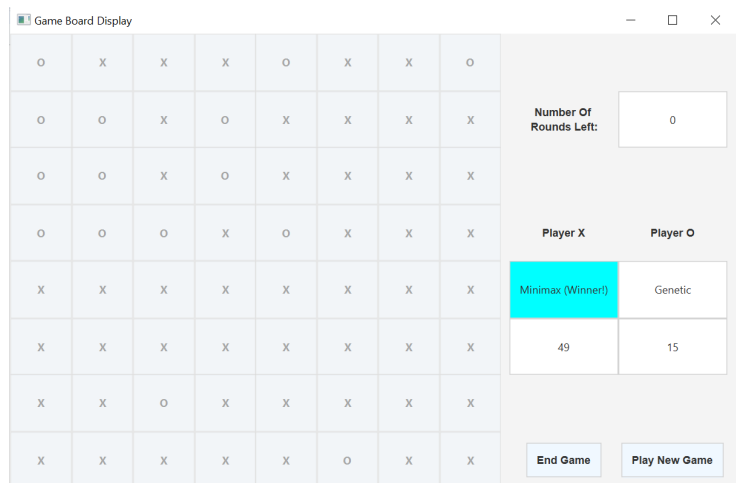 Game Board Display
O X X X O X X O
O O X O X X X X
Number Of
Rounds Left:
0
O O X O X X X X
O O O X O X X X
Player X Player O
X X X X X X X X
Minimax (Winner!) Genetic
X X X X X X X X
49 15
X X O X X X X X
X X X X X O X X
End Game Play New Game